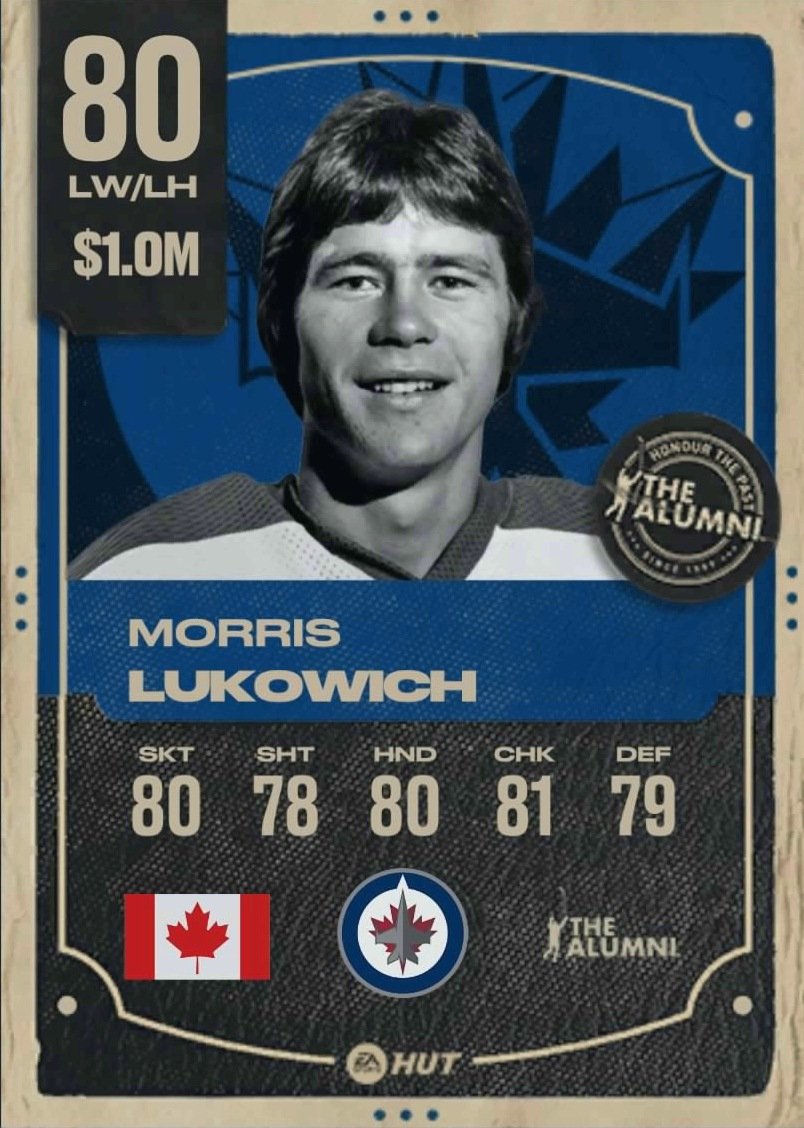 80
LW/LH
$1.0M
HONOUR THE PAST
THE
ALUMNI
MORRIS
LUKOWICH
SKT SHT HND CHK DEF
80 78 80 81 79
THE
ALUMNI
EA
HUT